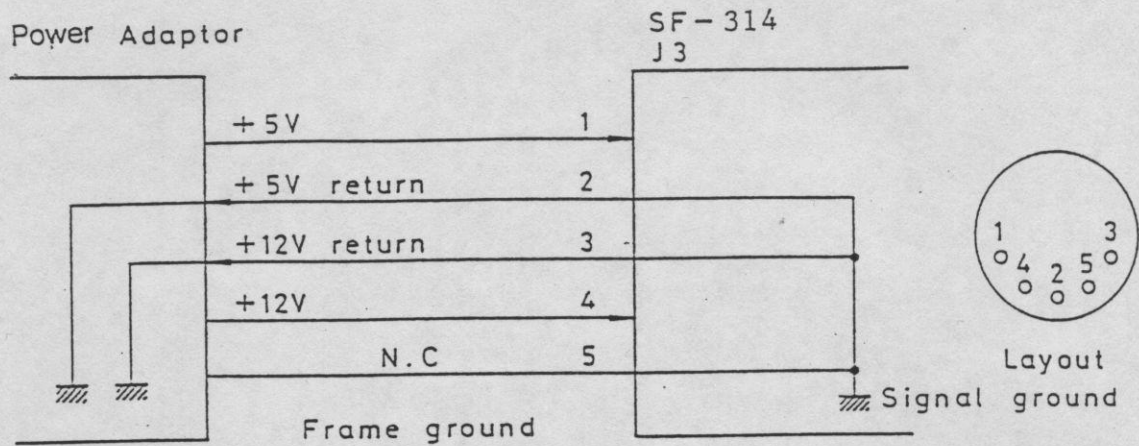 Power Adaptor
SF-314
J3
+5V 1
+5V return 2
+12V return 3
+12V 4
N.C 5
Frame ground
1 3
4 5
2
Layout
Signal ground